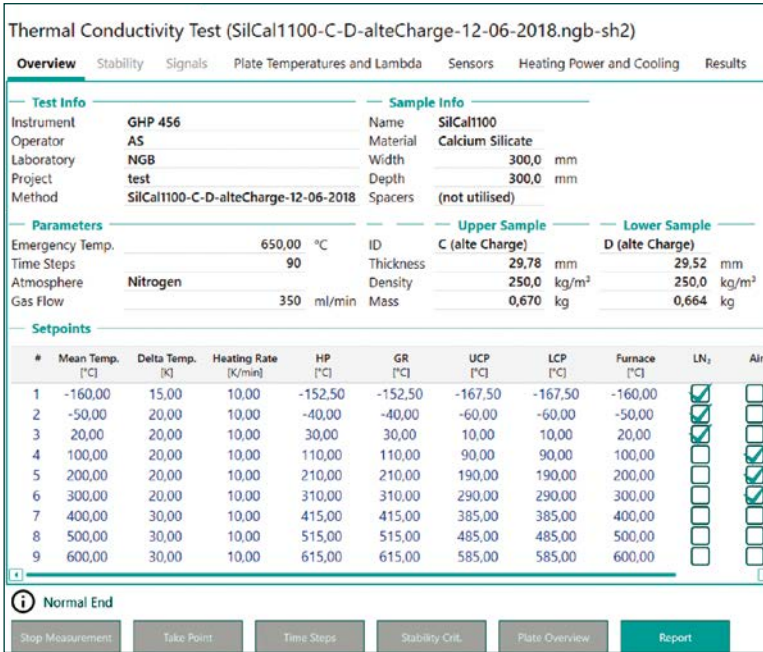 Thermal Conductivity Test (SilCal1100-C-D-alteCharge-12-06-2018.ngb-sh2)
Overview Stability Signals Plate Temperatures and Lambda Sensors Heating Power and Cooling Results
Test Info Sample Info
Instrument GHP 456 Name SilCal1100
Operator AS Material Calcium Silicate
Laboratory NGB Width 300,0 mm
Project test Depth 300,0 mm
Method SilCal1100-C-D-alteCharge-12-06-2018 Spacers (not utilised)
Parameters Upper Sample Lower Sample
Emergency Temp. 650,00 °C ID C (alte Charge) D (alte Charge)
Time Steps 90 Thickness 29,78 mm 29,52 mm
Atmosphere Nitrogen Density 250,0 kg/m³ 250,0 kg/m³
Gas Flow 350 ml/min Mass 0,670 kg 0,664 kg
Setpoints
# Mean Temp. Delta Temp. Heating Rate HP GR UCP LCP Furnace LN₂ Air
[°C] [K] [K/min] [°C] [°C] [°C] [°C] [°C]
1 -160,00 15,00 10,00 -152,50 -152,50 -167,50 -167,50 -160,00
2 -50,00 20,00 10,00 -40,00 -40,00 -60,00 -60,00 -50,00
3 20,00 20,00 10,00 30,00 30,00 10,00 10,00 20,00
4 100,00 20,00 10,00 110,00 110,00 90,00 90,00 100,00
5 200,00 20,00 10,00 210,00 210,00 190,00 190,00 200,00
6 300,00 20,00 10,00 310,00 310,00 290,00 290,00 300,00
7 400,00 30,00 10,00 415,00 415,00 385,00 385,00 400,00
8 500,00 30,00 10,00 515,00 515,00 485,00 485,00 500,00
9 600,00 30,00 10,00 615,00 615,00 585,00 585,00 600,00
Normal End
Stop Measurement Take Point Time Steps Stability Crit. Plate Overview Report